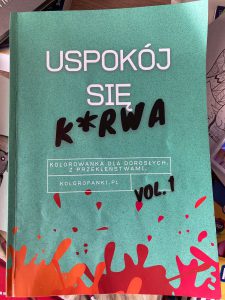 USPOKÓJ
SIĘ
K*RWA
KOLOROWANKA DLA DOROSŁYCH.
Z PRZEKLEŃSTWAMI.
KOLOROPANKI.PL
VOL.1